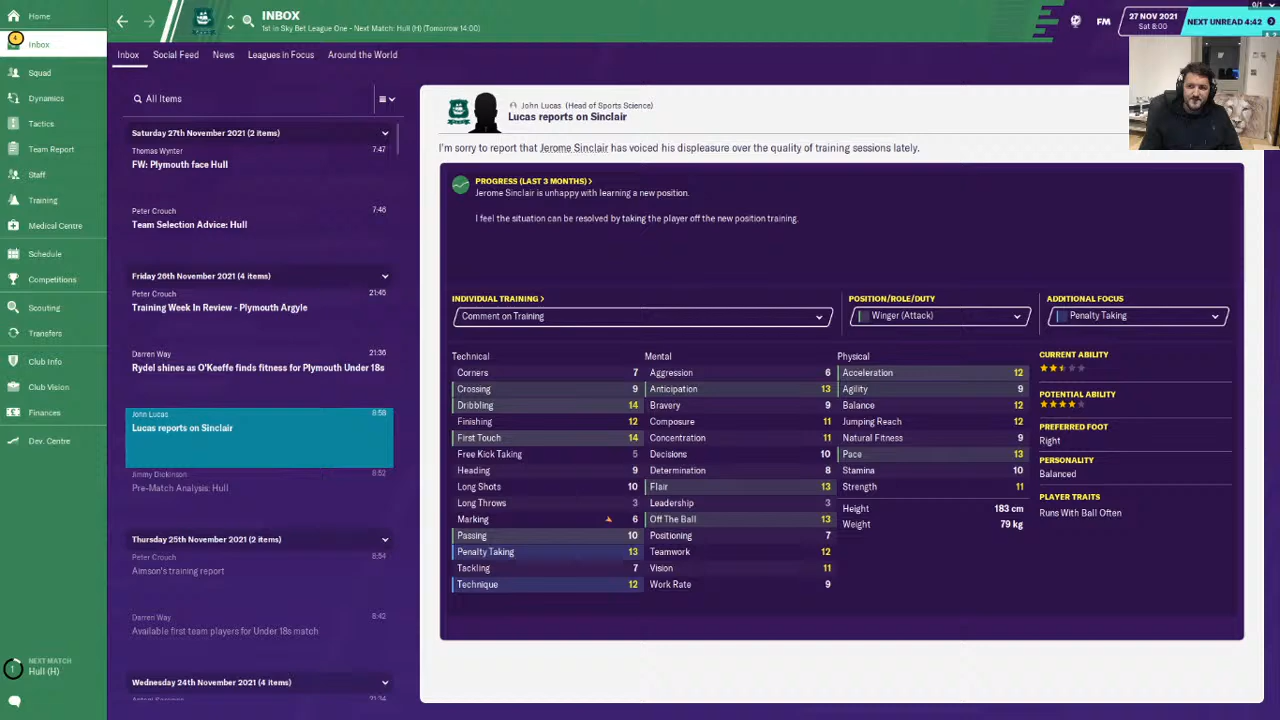 Home
INBOX
1st in Sky Bet League One - Next Match: Hull (H) (Tomorrow 14:00)
0/1
FM
27 NOV 2021
Sat 8:00
NEXT UNREAD 4:42
4
Inbox
Squad
Dynamics
Tactics
Team Report
Staff
Training
Medical Centre
Schedule
Competitions
Scouting
Transfers
Club Info
Club Vision
Finances
Dev. Centre
1
NEXT MATCH
Hull (H)
Inbox Social Feed News Leagues in Focus Around the World
All Items
Saturday 27th November 2021 (2 items)
Thomas Wynter 7:47
FW: Plymouth face Hull
Peter Crouch 7:46
Team Selection Advice: Hull
Friday 26th November 2021 (4 items)
Peter Crouch 21:46
Training Week In Review - Plymouth Argyle
Darren Way 21:36
Rydel shines as O'Keeffe finds fitness for Plymouth Under 18s
John Lucas 8:58
Lucas reports on Sinclair
Jimmy Dickinson 8:52
Pre-Match Analysis: Hull
Thursday 25th November 2021 (2 items)
Peter Crouch 8:54
Aimson's training report
Darren Way 8:42
Available first team players for Under 18s match
Wednesday 24th November 2021 (4 items)
21:34
John Lucas (Head of Sports Science)
Lucas reports on Sinclair
I'm sorry to report that Jerome Sinclair has voiced his displeasure over the quality of training sessions lately.
PROGRESS (LAST 3 MONTHS) >
Jerome Sinclair is unhappy with learning a new position.
I feel the situation can be resolved by taking the player off the new position training.
INDIVIDUAL TRAINING > POSITION/ROLE/DUTY ADDITIONAL FOCUS
Comment on Training Winger (Attack) Penalty Taking
Technical Mental Physical
Corners 7 Aggression 6 Acceleration 12
Crossing 9 Anticipation 13 Agility 9
Dribbling 14 Bravery 9 Balance 12
Finishing 12 Composure 11 Jumping Reach 12
First Touch 14 Concentration 11 Natural Fitness 9
Free Kick Taking 5 Decisions 10 Pace 13
Heading 9 Determination 8 Stamina 10
Long Shots 10 Flair 13 Strength 11
Long Throws 3 Leadership 3 Height 183 cm
Marking 6 Off The Ball 13 Weight 79 kg
Passing 10 Positioning 7
Penalty Taking 13 Teamwork 12
Tackling 7 Vision 11
Technique 12 Work Rate 9
CURRENT ABILITY
POTENTIAL ABILITY
PREFERRED FOOT
Right
PERSONALITY
Balanced
PLAYER TRAITS
Runs With Ball Often